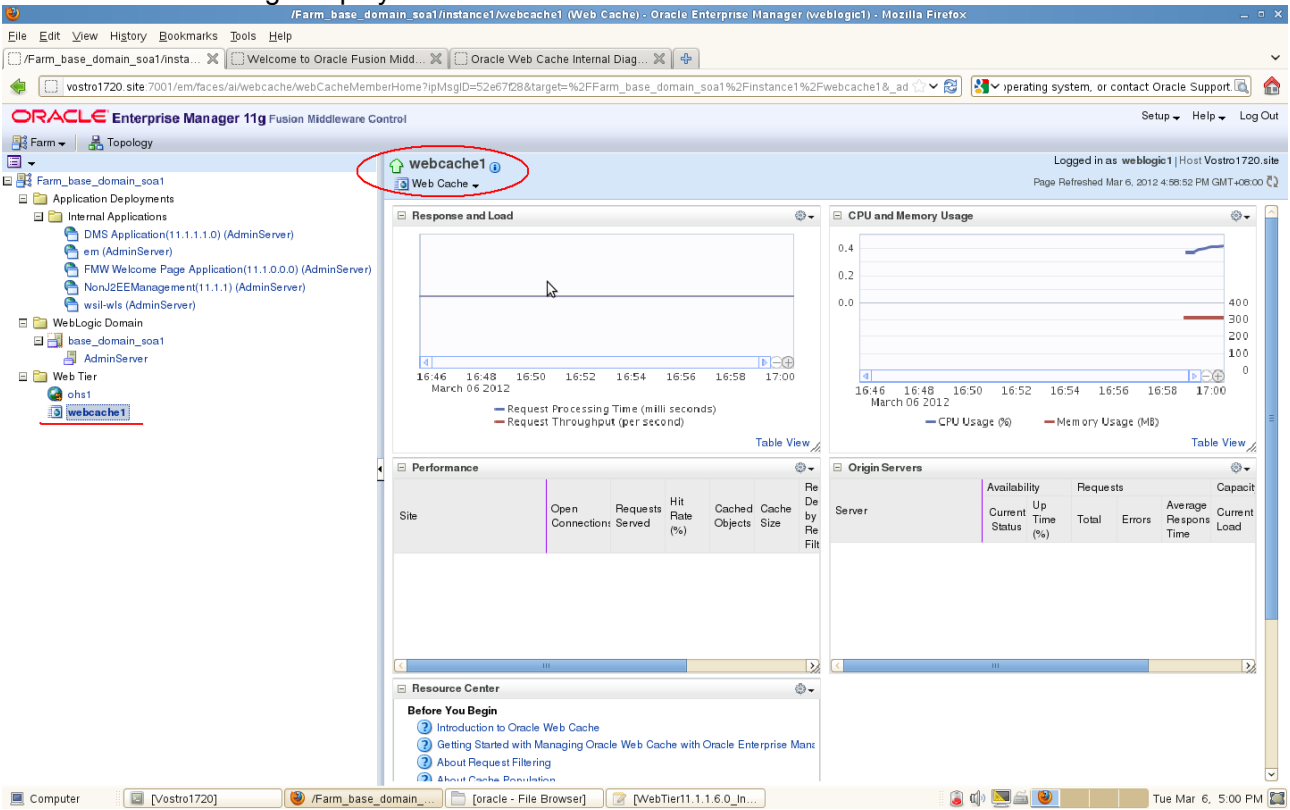 /Farm_base_domain_soa1/instance1/webcache1 (Web Cache) - Oracle Enterprise Manager (weblogic1) - Mozilla Firefox
File Edit View History Bookmarks Tools Help
/Farm_base_domain_soa1/insta... Welcome to Oracle Fusion Midd... Oracle Web Cache Internal Diag...
vostro1720.site:7001/em/faces/ai/webcache/webCacheMemberHome?ipMsgID=52e67f28&target=%2FFarm_base_domain_soa1%2Finstance1%2Fwebcache1&_ad perating system, or contact Oracle Support.
ORACLE Enterprise Manager 11g Fusion Middleware Control
Setup Help Log Out
Farm Topology
webcache1
Web Cache
Logged in as weblogic1 | Host Vostro1720.site
Page Refreshed Mar 6, 2012 4:58:52 PM GMT+08:00
Farm_base_domain_soa1
Application Deployments
Internal Applications
DMS Application(11.1.1.1.0) (AdminServer)
em (AdminServer)
FMW Welcome Page Application(11.1.0.0.0) (AdminServer)
NonJ2EEManagement(11.1.1) (AdminServer)
wsil-wls (AdminServer)
WebLogic Domain
base_domain_soa1
AdminServer
Web Tier
ohs1
webcache1
Response and Load
16:46 16:48 16:50 16:52 16:54 16:56 16:58 17:00
March 06 2012
Request Processing Time (milli seconds)
Request Throughput (per second)
Table View
CPU and Memory Usage
0.4
0.2
0.0
400
300
200
100
0
16:46 16:48 16:50 16:52 16:54 16:56 16:58 17:00
March 06 2012
CPU Usage (%) Memory Usage (MB)
Table View
Performance
Site
Open Connections
Requests Served
Hit Rate (%)
Cached Objects
Cache Size
Re De by Re Filt
Origin Servers
Availability Requests Capacit
Server
Current Status
Up Time (%)
Total
Errors
Average Respons Time
Current Load
Resource Center
Before You Begin
Introduction to Oracle Web Cache
Getting Started with Managing Oracle Web Cache with Oracle Enterprise Mana
About Request Filtering
About Cache Population
Computer [Vostro1720] /Farm_base_domain_... [oracle - File Browser] [WebTier11.1.1.6.0_In... Tue Mar 6, 5:00 PM